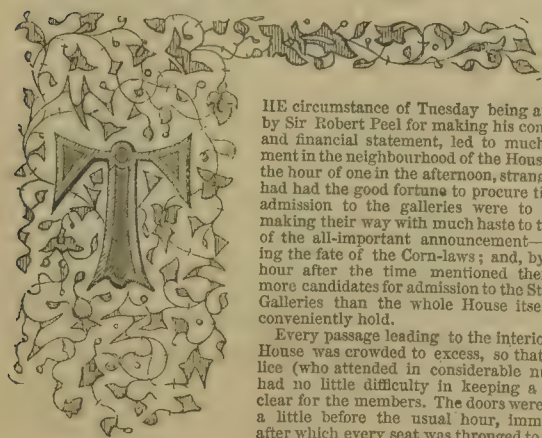 THE circumstance of Tuesday being a
by Sir Robert Peel for making his con
and financial statement, led to much
ment in the neighbourhood of the Hous
the hour of one in the afternoon, strang
had had the good fortune to procure ti
admission to the galleries were to
making their way with much haste to t
of the all-important announcement—
ing the fate of the Corn-laws; and, by
hour after the time mentioned the
more candidates for admission to the St
Galleries than the whole House itse
conveniently hold.
Every passage leading to the interio
House was crowded to excess, so that
lice (who attended in considerable nu
had no little difficulty in keeping a
clear for the members. The doors were
a little before the usual hour, imm
after which every seat was thronged to